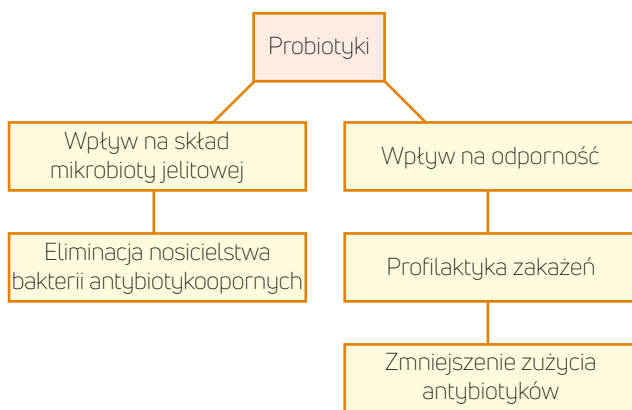 Probiotyki
Wpływ na skład
mikrobioty jelitowej
Wpływ na odporność
Eliminacja nosicielstwa
bakterii antybiotykoopornych
Profilaktyka zakażeń
Zmniejszenie zużycia
antybiotyków